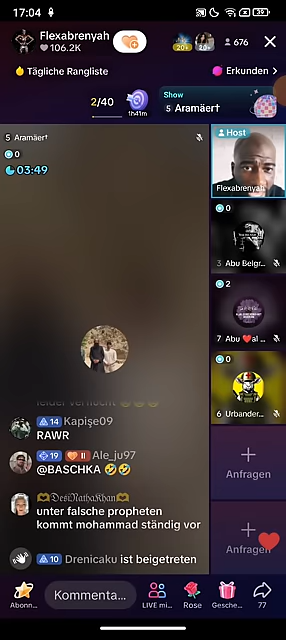 17:04
39
Flexabrenyah
106.2K
20+
20+
676
Tägliche Rangliste
Erkunden
2/40
1h41m
Show
5 Aramäer†
5 Aramäer†
0
03:49
Host
Flexabrenyah
0
3 Abu Belgr...
2
7 Abu ❤️al ...
0
6 Urbander...
Anfragen
Anfragen
14 Kapişe09
RAWR
19 II Ale_ju97
@BASCHKA 🤣🤣
🫶DesiNathaKhan🫶
unter falsche propheten
kommt mohammad ständig vor
10 Drenicaku ist beigetreten
Abonn...
Kommenta...
LIVE mi...
Rose
Gesche...
77